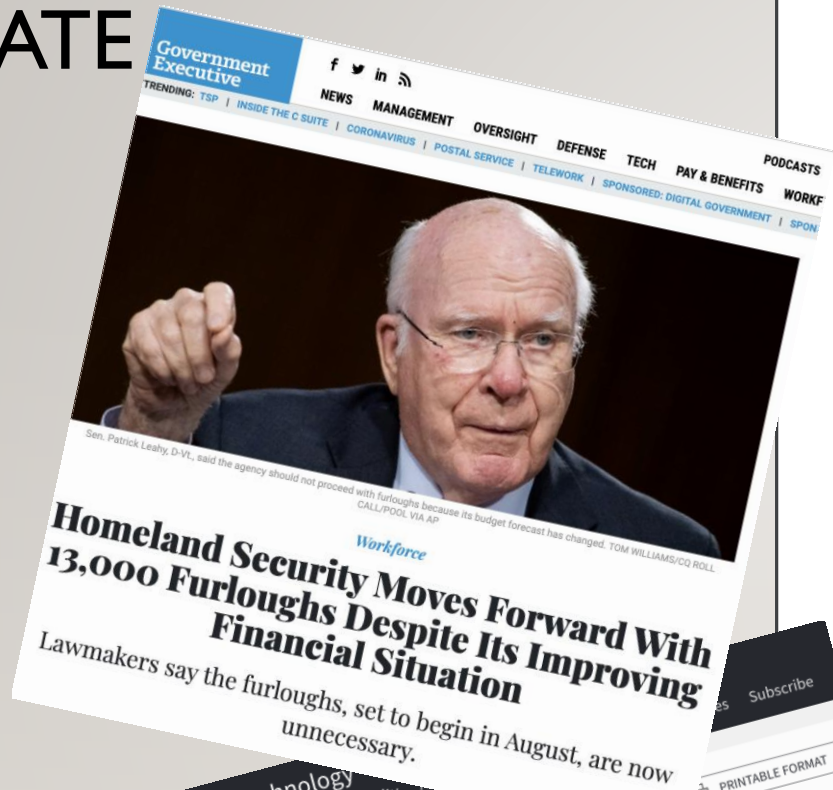 ATE
Government
Executive
NEWS MANAGEMENT OVERSIGHT DEFENSE TECH PAY & BENEFITS PODCASTS
TRENDING: TSP | INSIDE THE C SUITE | CORONAVIRUS | POSTAL SERVICE | TELEWORK | SPONSORED: DIGITAL GOVERNMENT | SPON
WORKF
Sen. Patrick Leahy, D-Vt., said the agency should not proceed with furloughs because its budget forecast has changed. TOM WILLIAMS/CQ ROLL
CALL/POOL VIA AP
Workforce
Homeland Security Moves Forward With
13,000 Furloughs Despite Its Improving
Financial Situation
Lawmakers say the furloughs, set to begin in August, are now
unnecessary.
es Subscribe
PRINTABLE FORMAT
hnology